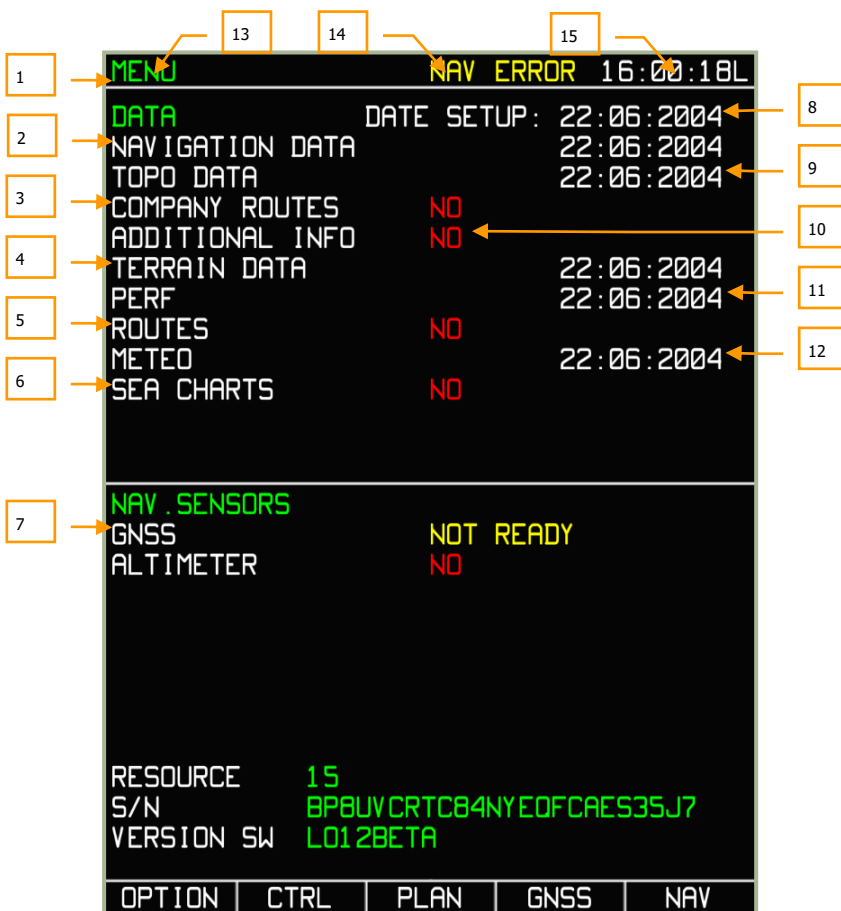 13 14 15
1 MENU NAV ERROR 16:00:18L
DATA DATE SETUP: 22:06:2004 8
2 NAVIGATION DATA 22:06:2004
TOPO DATA 22:06:2004 9
3 COMPANY ROUTES NO
ADDITIONAL INFO NO 10
4 TERRAIN DATA 22:06:2004
PERF 22:06:2004 11
5 ROUTES NO
METEO 22:06:2004 12
6 SEA CHARTS NO
NAV.SENSORS
7 GNSS NOT READY
ALTIMETER NO
RESOURCE 15
S/N BP8UVCRTC84NYEQFCAES35J7
VERSION SW L012BETA
OPTION CTRL PLAN GNSS NAV